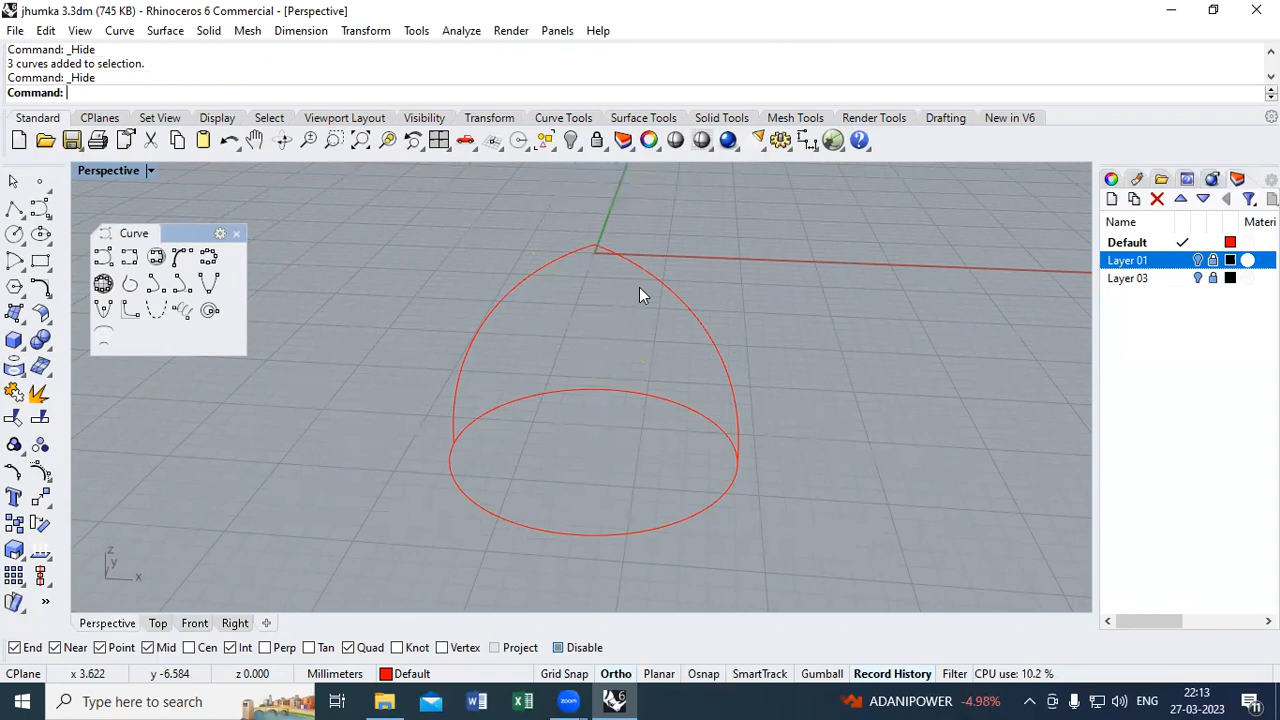 jhumka 3.3dm (745 KB) - Rhinoceros 6 Commercial - [Perspective]
File Edit View Curve Surface Solid Mesh Dimension Transform Tools Analyze Render Panels Help
Command: _Hide
3 curves added to selection.
Command: _Hide
Command:
Standard CPlanes Set View Display Select Viewport Layout Visibility Transform Curve Tools Surface Tools Solid Tools Mesh Tools Render Tools Drafting New in V6
Perspective
Curve
Name Materi
Default
Layer 01
Layer 03
z
y
x
Perspective Top Front Right
End Near Point Mid Cen Int Perp Tan Quad Knot Vertex Project Disable
CPlane x 3.622 y -6.584 z 0.000 Millimeters Default Grid Snap Ortho Planar Osnap SmartTrack Gumball Record History Filter CPU use: 10.2 %
Type here to search
ADANIPOWER -4.98%
ENG
22:13
27-03-2023
11